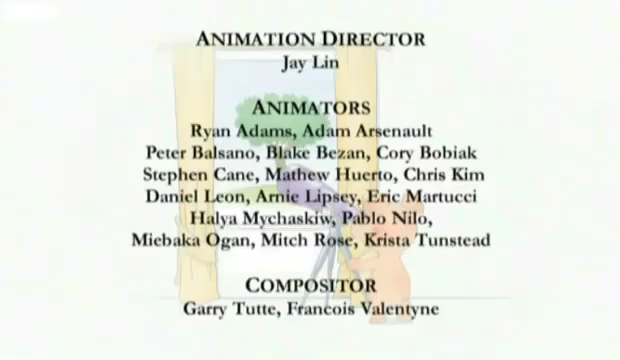 ANIMATION DIRECTOR
Jay Lin
ANIMATORS
Ryan Adams, Adam Arsenault
Peter Balsano, Blake Bezan, Cory Bobiak
Stephen Cane, Mathew Huerto, Chris Kim
Daniel Leon, Arnie Lipsey, Eric Martucci
Halya Mychaskiw, Pablo Nilo,
Miebaka Ogan, Mitch Rose, Krista Tunstead
COMPOSITOR
Garry Tutte, Francois Valentyne